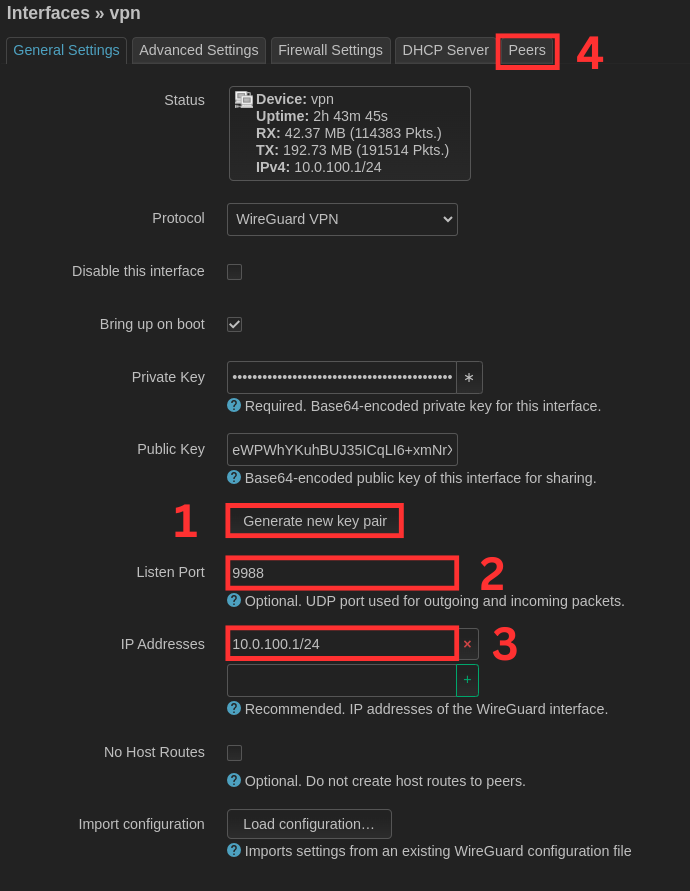 Interfaces » vpn
General Settings Advanced Settings Firewall Settings DHCP Server Peers 4
Status
Device: vpn
Uptime: 2h 43m 45s
RX: 42.37 MB (114383 Pkts.)
TX: 192.73 MB (191514 Pkts.)
IPv4: 10.0.100.1/24
Protocol WireGuard VPN
Disable this interface
Bring up on boot
Private Key •••••••••••••••••••••••••••••••••••••••••••• *
Required. Base64-encoded private key for this interface.
Public Key eWPWhYKuhBUJ35ICqLI6+xmNrX
Base64-encoded public key of this interface for sharing.
1 Generate new key pair
Listen Port 9988 2
Optional. UDP port used for outgoing and incoming packets.
IP Addresses 10.0.100.1/24 × 3
+
Recommended. IP addresses of the WireGuard interface.
No Host Routes
Optional. Do not create host routes to peers.
Import configuration Load configuration…
Imports settings from an existing WireGuard configuration file